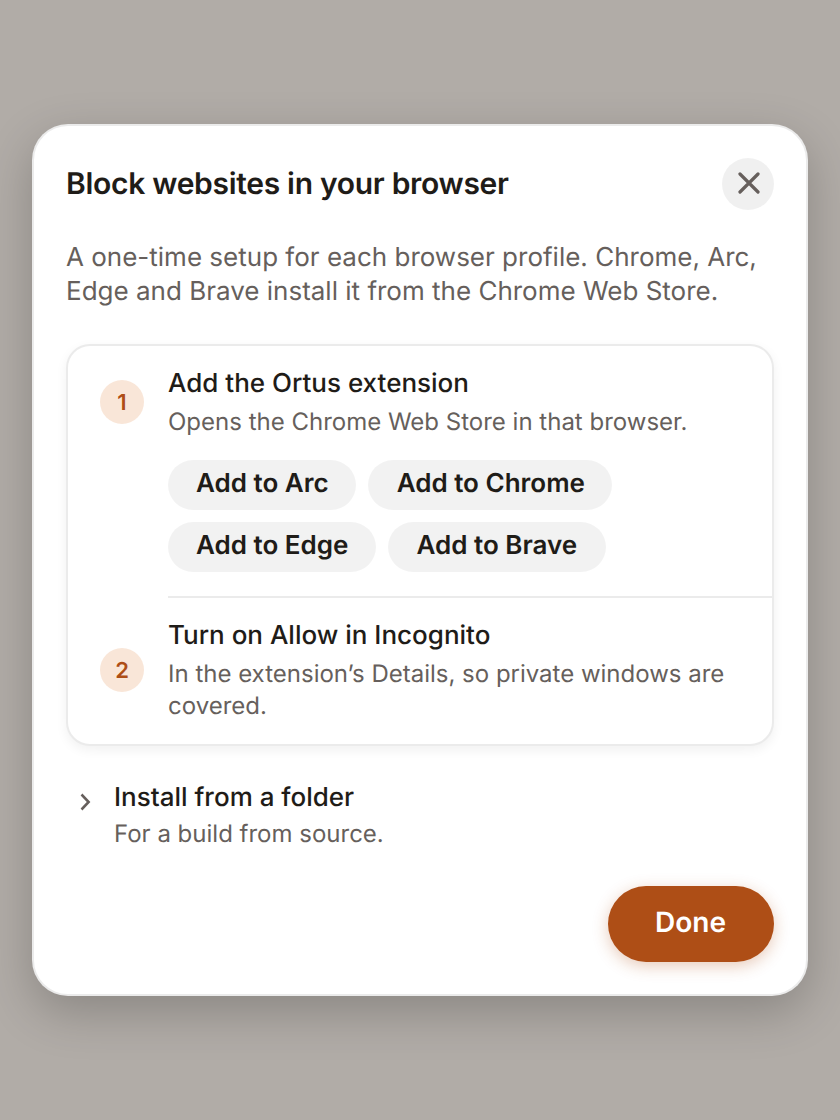 Block websites in your browser
A one-time setup for each browser profile. Chrome, Arc,
Edge and Brave install it from the Chrome Web Store.
1
Add the Ortus extension
Opens the Chrome Web Store in that browser.
Add to Arc
Add to Chrome
Add to Edge
Add to Brave
2
Turn on Allow in Incognito
In the extension’s Details, so private windows are
covered.
Install from a folder
For a build from source.
Done